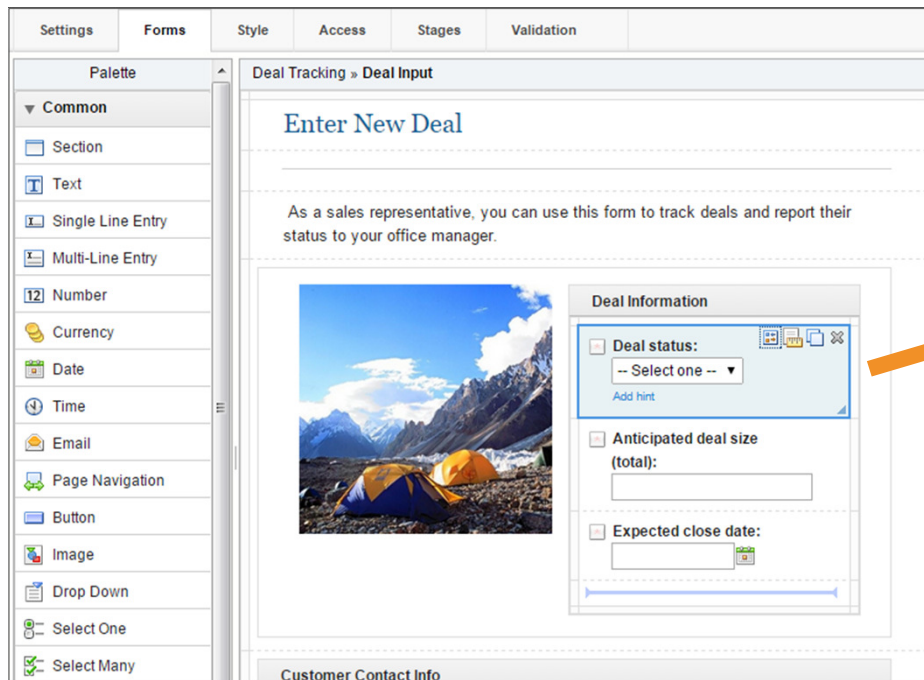 Settings Forms Style Access Stages Validation
Palette
Deal Tracking » Deal Input
Common
Section
Text
Single Line Entry
Multi-Line Entry
12 Number
Currency
Date
Time
Email
Page Navigation
Button
Image
Drop Down
Select One
Select Many
Enter New Deal
As a sales representative, you can use this form to track deals and report their
status to your office manager.
Deal Information
Deal status:
-- Select one --
Add hint
Anticipated deal size
(total):
Expected close date:
Customer Contact Info